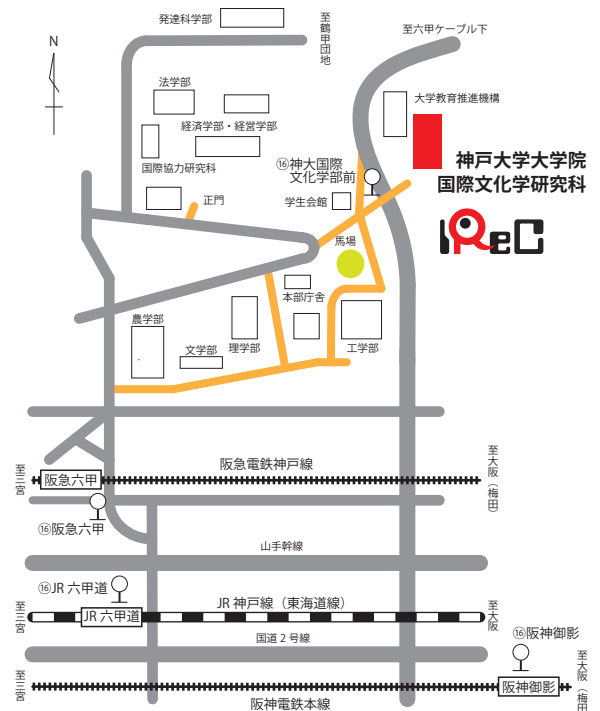 発達科学部
至鶴甲団地
至六甲ケーブル下
N
法学部
大学教育推進機構
経済学部・経営学部
国際協力研究科
⑯神大国際
文化学部前
神戸大学大学院
国際文化学研究科
正門
学生会館
IReC
馬場
本部庁舎
農学部
文学部
理学部
工学部
阪急電鉄神戸線
至三宮
阪急六甲
至大阪（梅田）
⑯阪急六甲
山手幹線
⑯JR 六甲道
JR 神戸線（東海道線）
至三宮
JR 六甲道
至大阪
国道 2 号線
⑯阪神御影
至三宮
阪神御影
至大阪（梅田
阪神電鉄本線